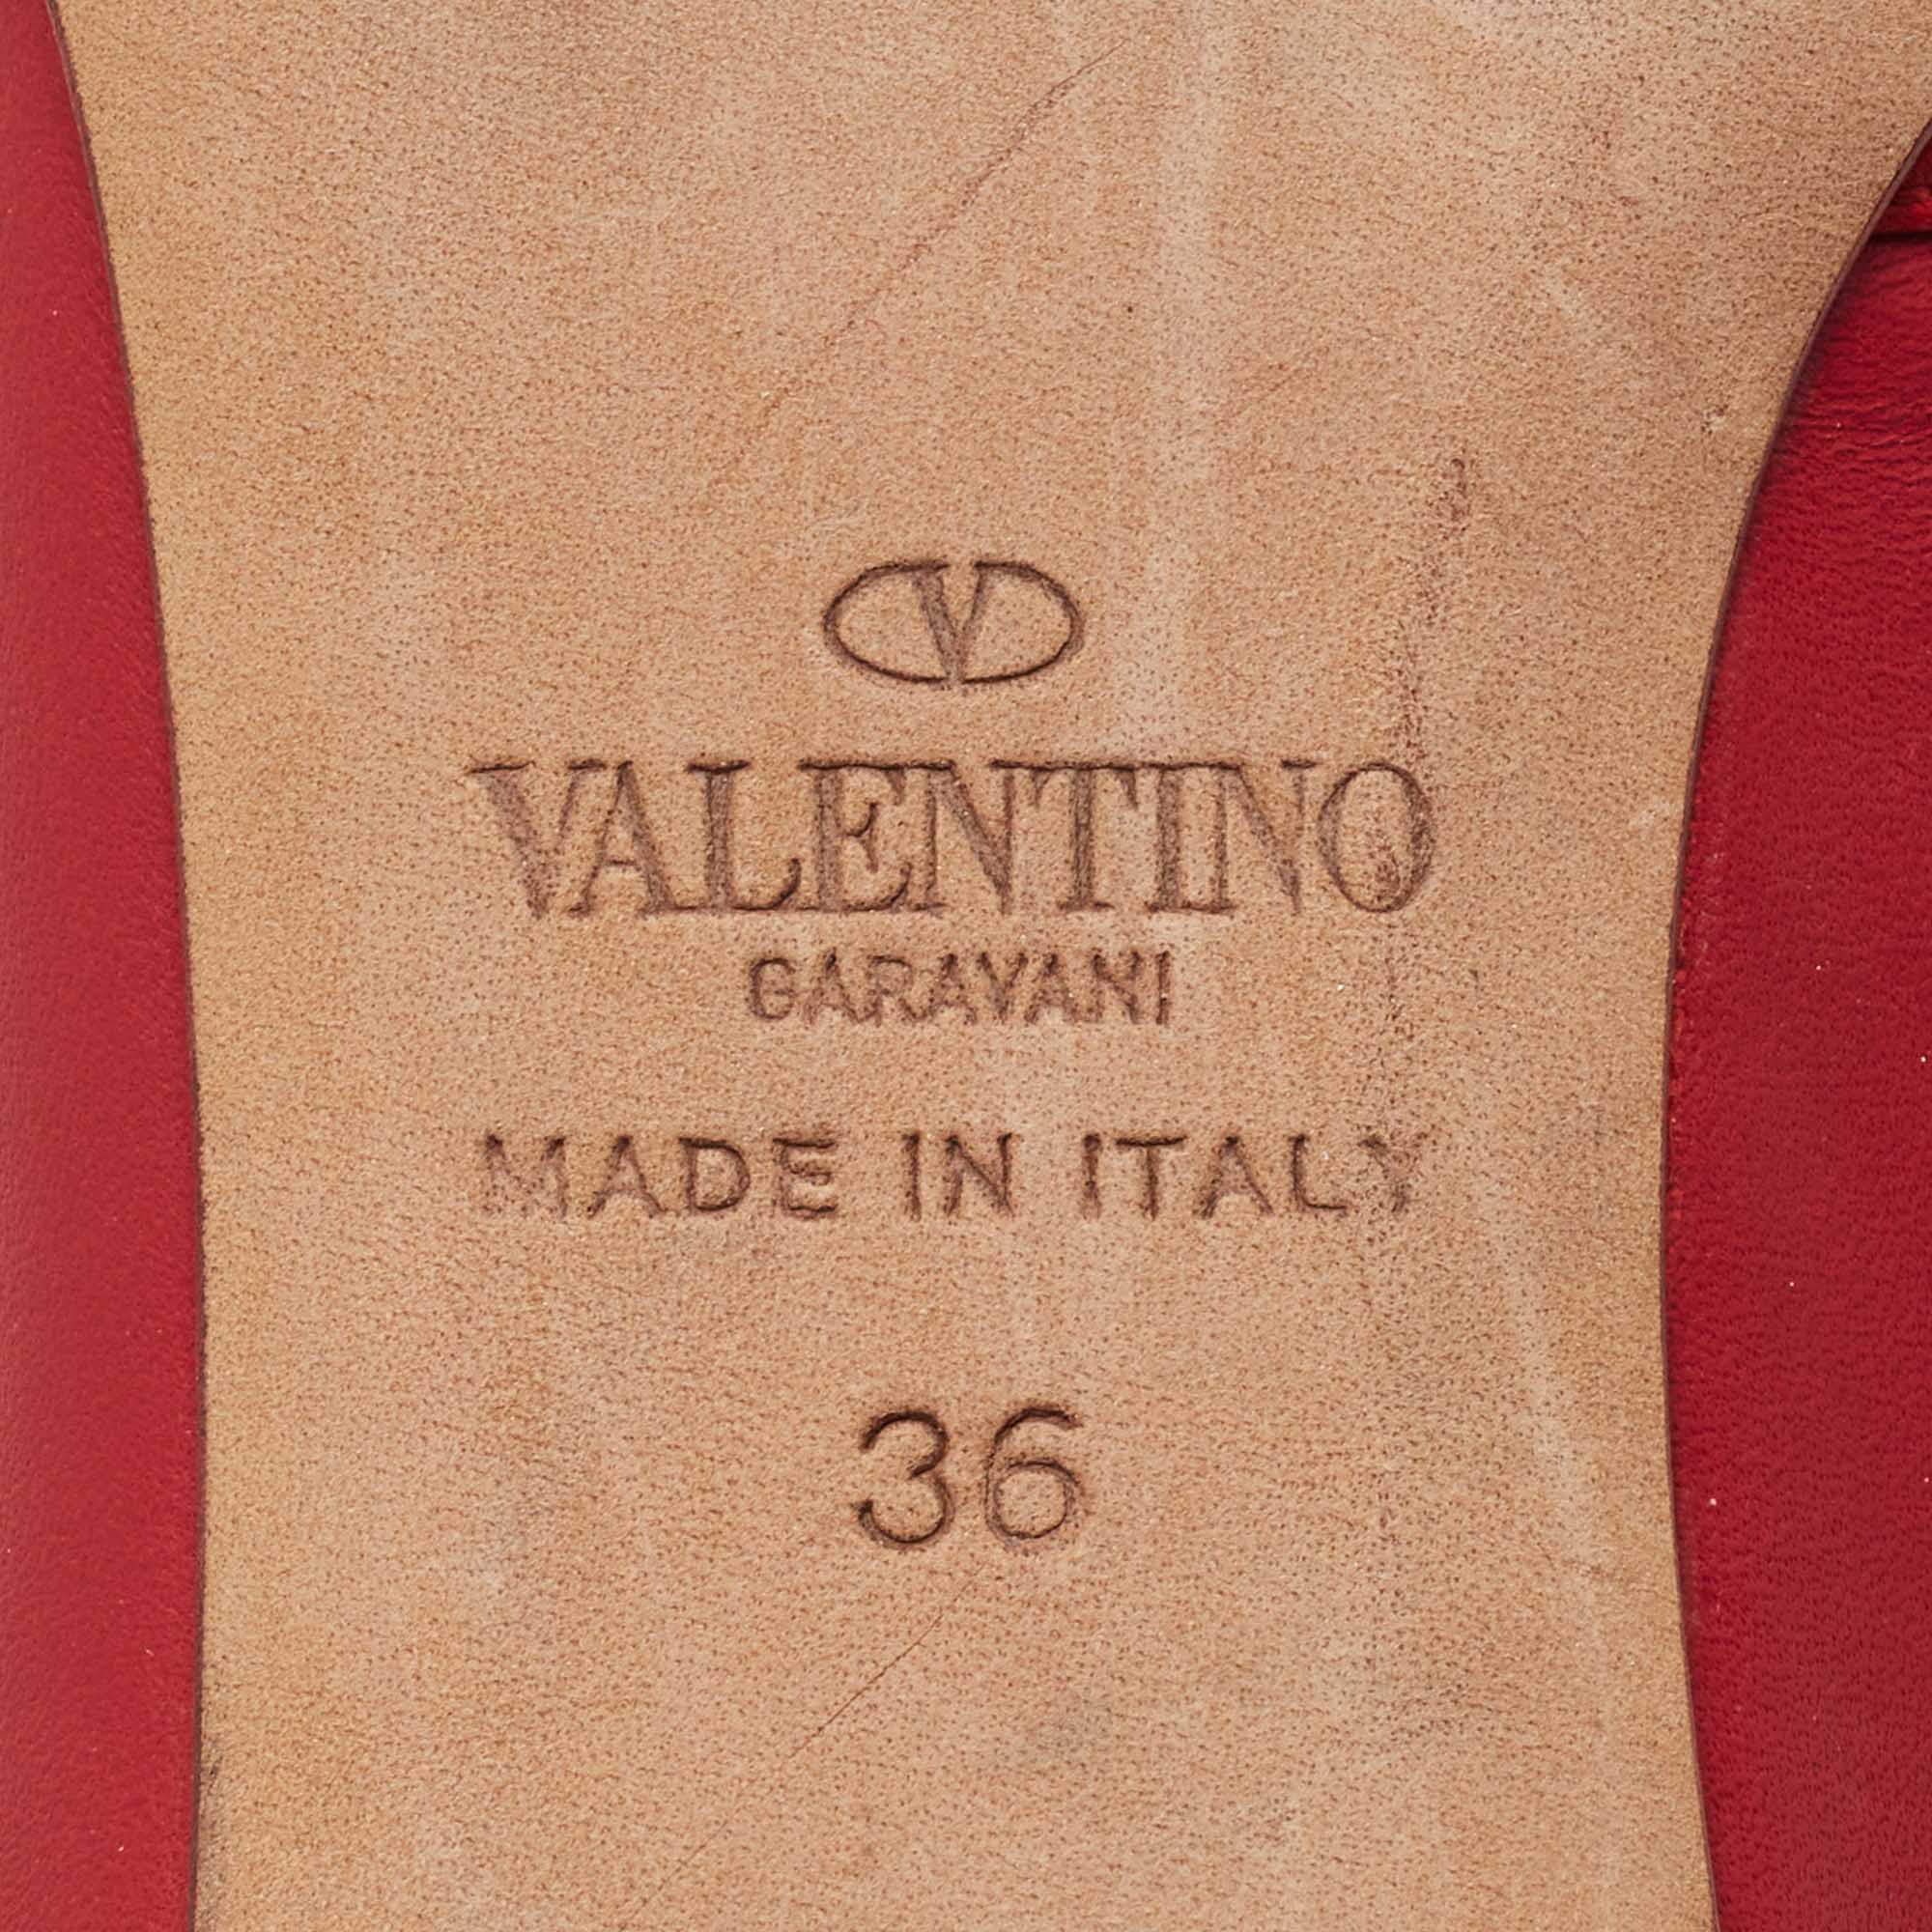 V
VALENTINO
GARAVANI
MADE IN ITALY
36